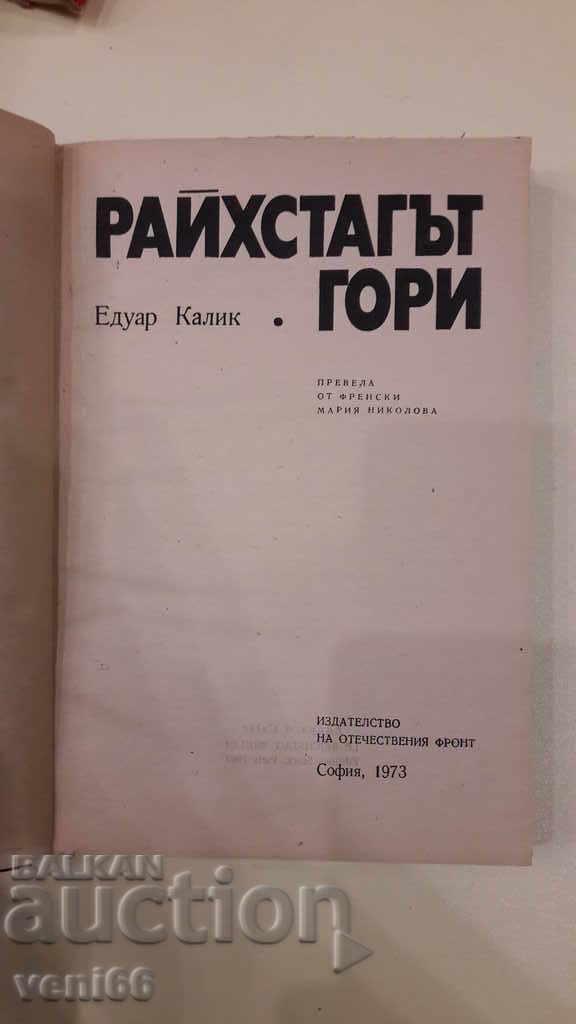 РАЙХСТАГЪТ
Едуар Калик . ГОРИ
ПРЕВЕЛА
ОТ ФРЕНСКИ
МАРИЯ НИКОЛОВА
ИЗДАТЕЛСТВО
НА ОТЕЧЕСТВЕНИЯ ФРОНТ
София, 1973
BALKAN
auction
veni66